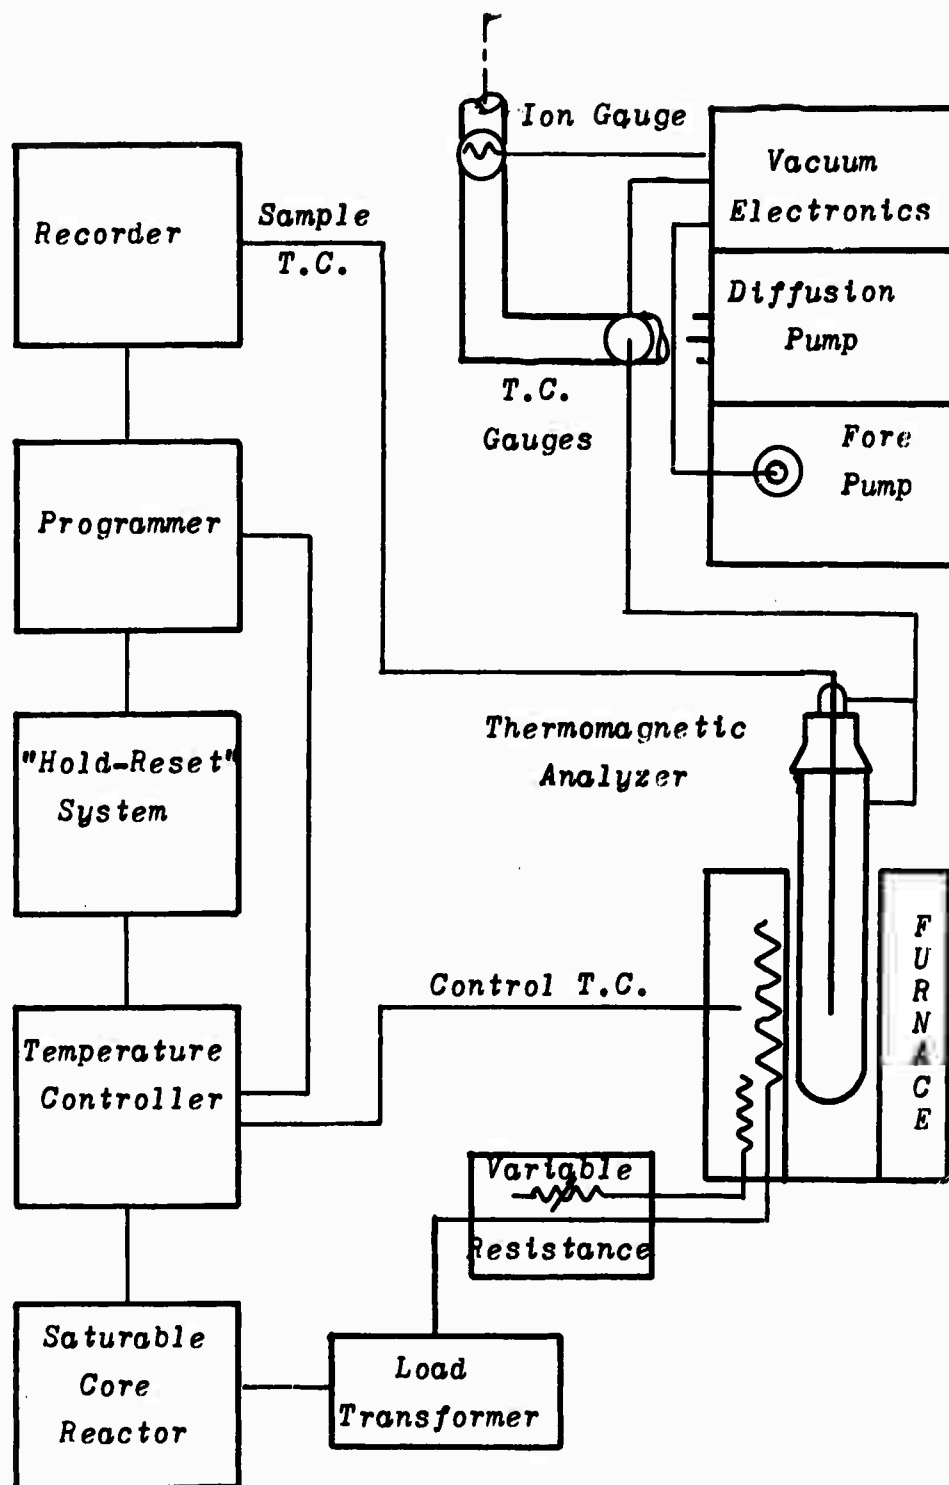 Ion Gauge
Vacuum
Electronics
Recorder
Sample
T.C.
Diffusion
Pump
T.C.
Gauges
Fore
Pump
Programmer
Thermomagnetic
Analyzer
"Hold-Reset"
System
FURNACE
Control T.C.
Temperature
Controller
Variable
Resistance
Saturable
Core
Reactor
Load
Transformer